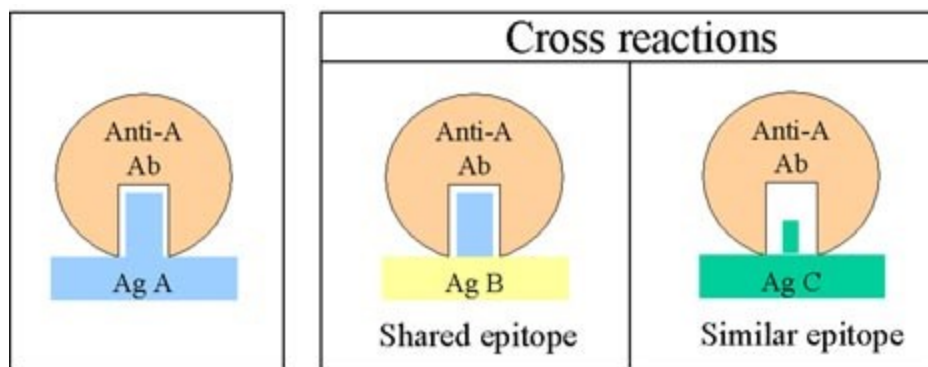 Cross reactions
Anti-A
Ab
Ag A
Anti-A
Ab
Ag B
Shared epitope
Anti-A
Ab
Ag C
Similar epitope